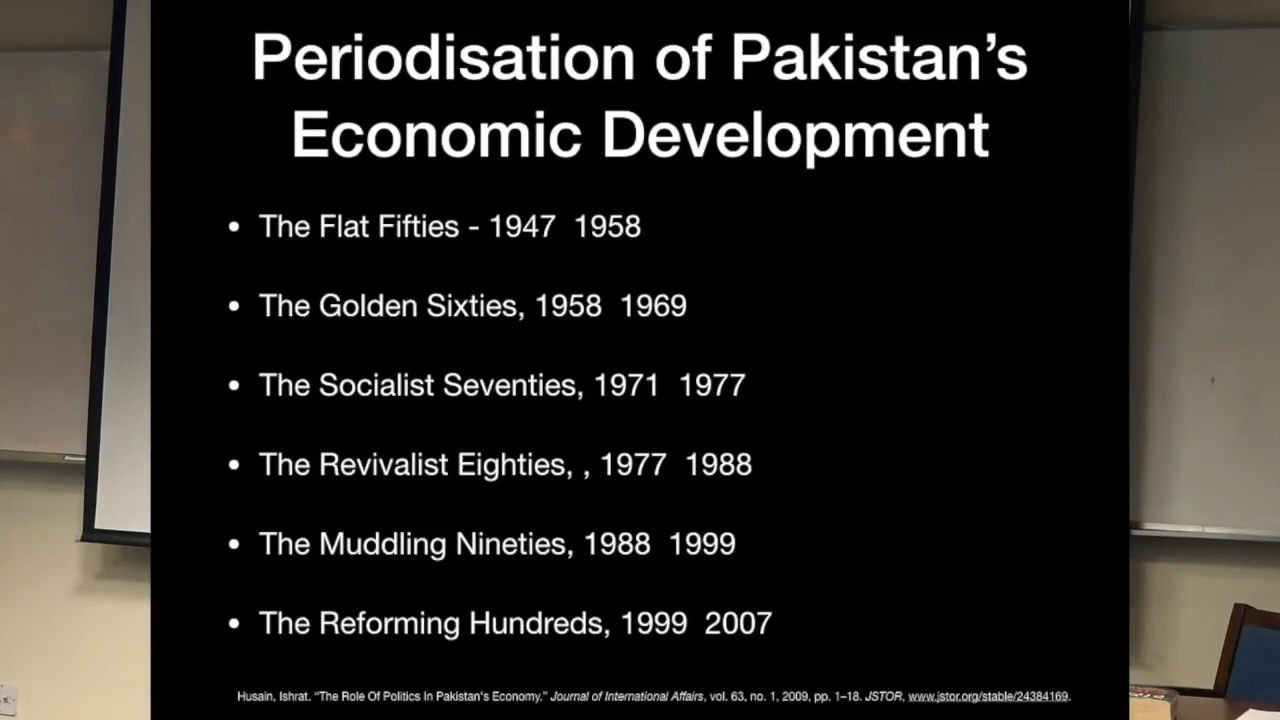 Periodisation of Pakistan's
Economic Development
• The Flat Fifties - 1947 1958
• The Golden Sixties, 1958 1969
• The Socialist Seventies, 1971 1977
• The Revivalist Eighties, , 1977 1988
• The Muddling Nineties, 1988 1999
• The Reforming Hundreds, 1999 2007
Husain, Ishrat. “The Role Of Politics In Pakistan's Economy.” Journal of International Affairs, vol. 63, no. 1, 2009, pp. 1–18. JSTOR, www.jstor.org/stable/24384169.